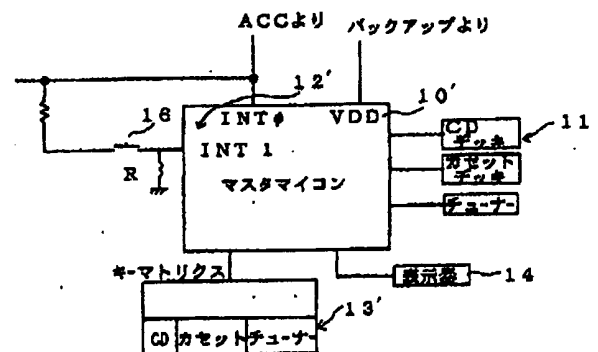 ACCより
バックアップより
12'
10'
16
INTφ
VDD
INT 1
R
マスタマイコン
CD
デッキ
11
カセット
デッキ
チューナー
キーマトリクス
表示器
14
13'
CD
カセット
チューナー